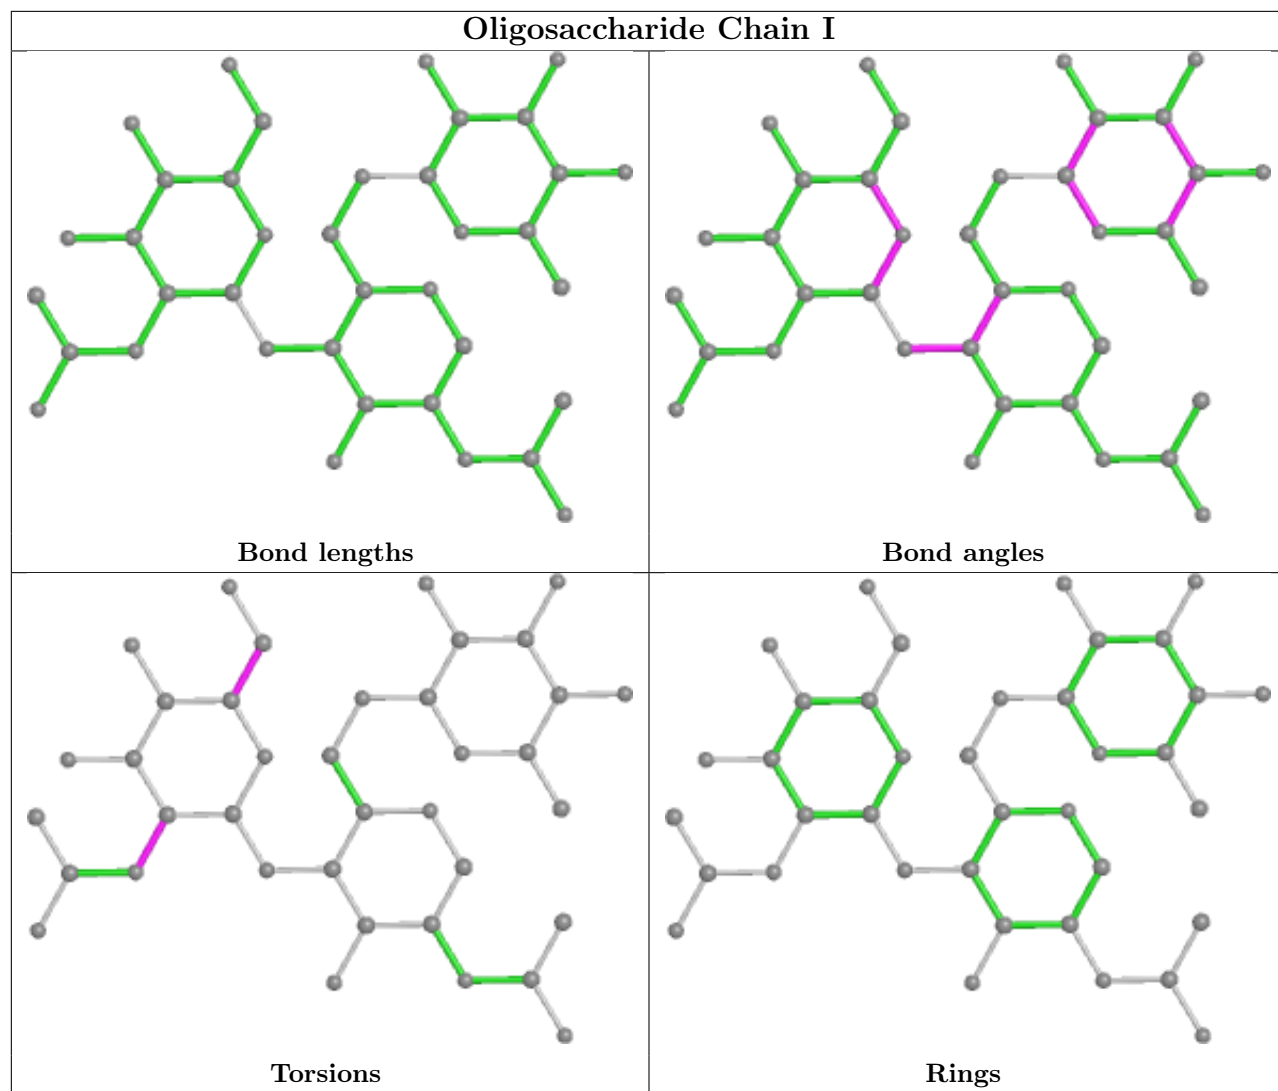 Oligosaccharide Chain I
Bond lengths
Bond angles
Torsions
Rings